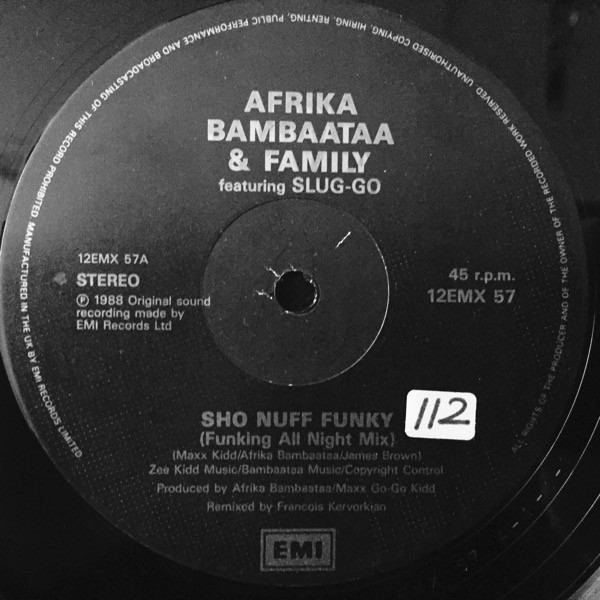 UNAUTHORISED COPYING, HIRING, RENTING, PUBLIC PERFORMANCE AND BROADCASTING OF THIS RECORD PROHIBITED. MANUFACTURED IN THE UK BY EMI RECORDS LIMITED
AFRIKA
BAMBAATAA
& FAMILY
featuring SLUG-GO
12EMX 57A
STEREO
℗ 1988 Original sound
recording made by
EMI Records Ltd
45 r.p.m.
12EMX 57
SHO NUFF FUNKY
(Funking All Night Mix)
112
(Maxx Kidd/Afrika Bambaataa/James Brown)
Zee Kidd Music/Bambaataa Music/Copyright Control
Produced by Afrika Bambaataa/Maxx Go-Go Kidd
Remixed by Francois Kervorkian
EMI
ALL RIGHTS OF THE PRODUCER AND OF THE OWNER OF THE RECORDED WORK RESERVED